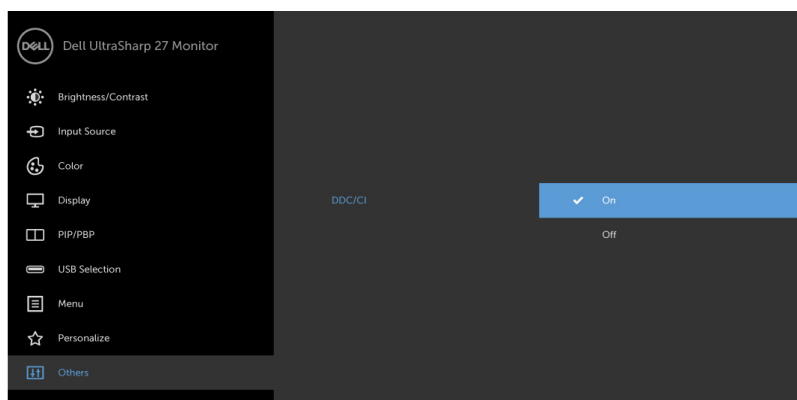 DELL Dell UltraSharp 27 Monitor
Brightness/Contrast
Input Source
Color
Display
DDC/CI
On
PIP/PBP
Off
USB Selection
Menu
Personalize
Others